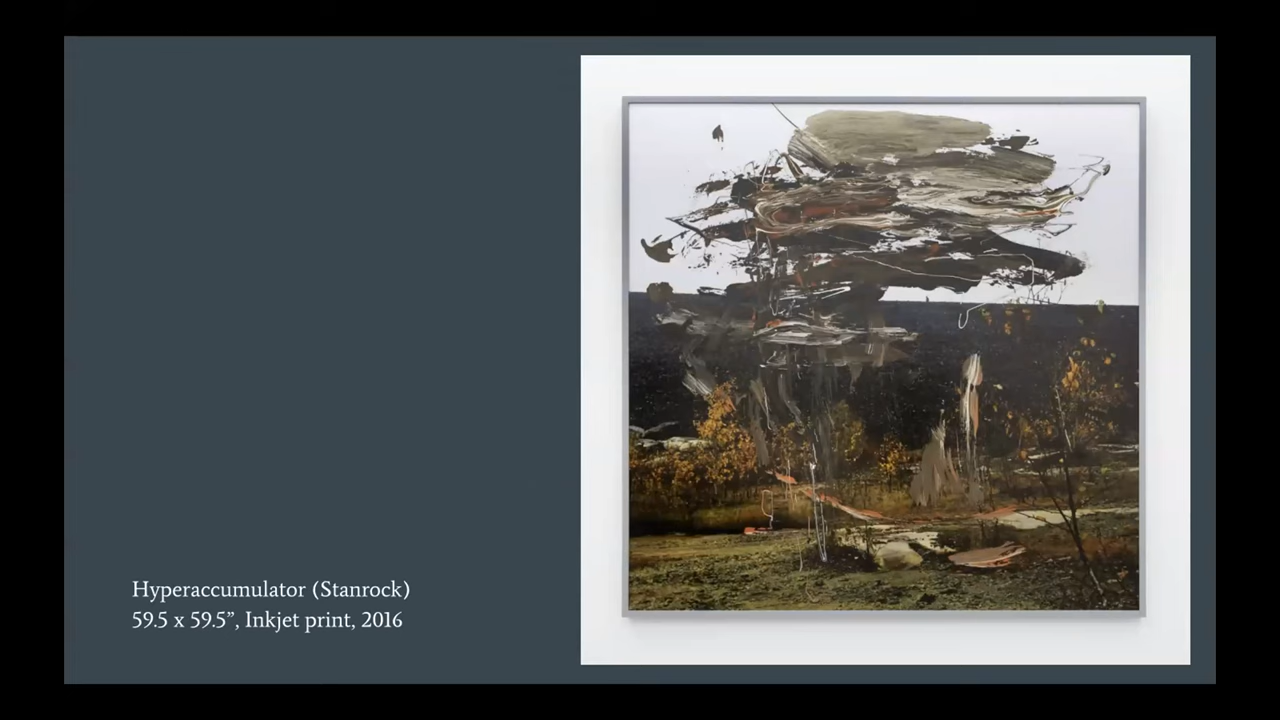 Hyperaccumulator (Stanrock)
59.5 x 59.5”, Inkjet print, 2016